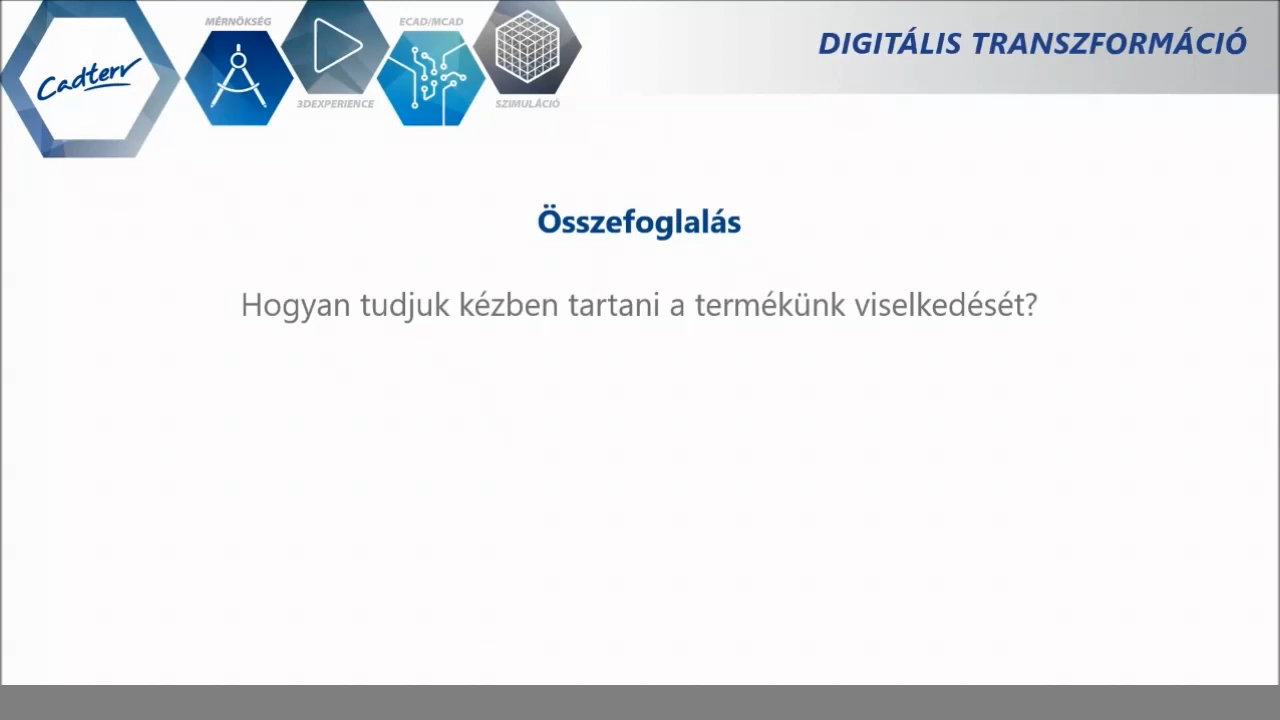 MÉRNÖKSÉG
ECAD/MCAD
DIGITÁLIS TRANSZFORMÁCIÓ
Cadterv
3DEXPERIENCE
SZIMULÁCIÓ
Összefoglalás
Hogyan tudjuk kézben tartani a termékünk viselkedését?